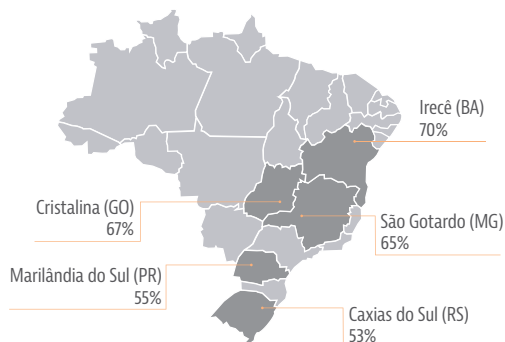 Irecê (BA)
70%
Cristalina (GO)
67%
São Gotardo (MG)
65%
Marilândia do Sul (PR)
55%
Caxias do Sul (RS)
53%